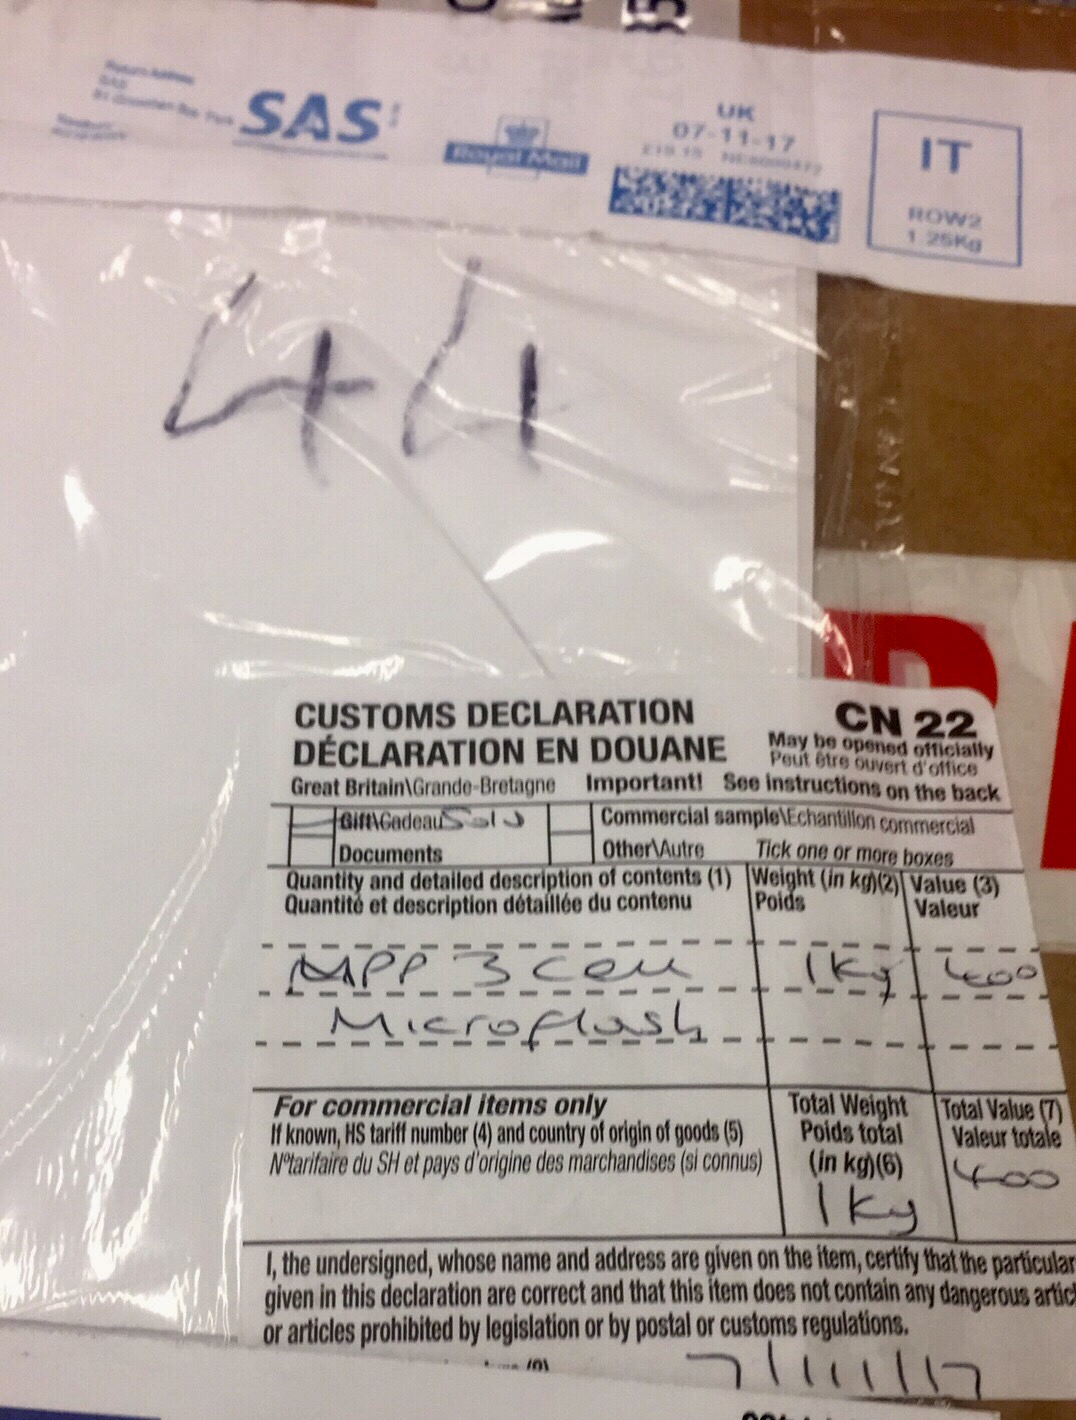 Return Address
SAS
SAS
Royal Mail
UK
07-11-17
£10.15
IT
ROW2
1.25Kg
44
CUSTOMS DECLARATION
DÉCLARATION EN DOUANE
CN 22
May be opened officially
Peut être ouvert d'office
Great Britain\Grande-Bretagne Important! See instructions on the back
Gift\Cadeau Sold Commercial sample\Echantillon commercial
Documents Other\Autre Tick one or more boxes
Quantity and detailed description of contents (1) Weight (in kg)(2) Value (3)
Quantité et description détaillée du contenu Poids Valeur
MPP 3 Cell 1Kg 400
Microflash
For commercial items only Total Weight Total Value (7)
If known, HS tariff number (4) and country of origin of goods (5) Poids total Valeur totale
N°tarifaire du SH et pays d'origine des marchandises (si connus) (in kg)(6) 400
1Kg
I, the undersigned, whose name and address are given on the item, certify that the particular
given in this declaration are correct and that this item does not contain any dangerous artic
or articles prohibited by legislation or by postal or customs regulations.
7/11/17